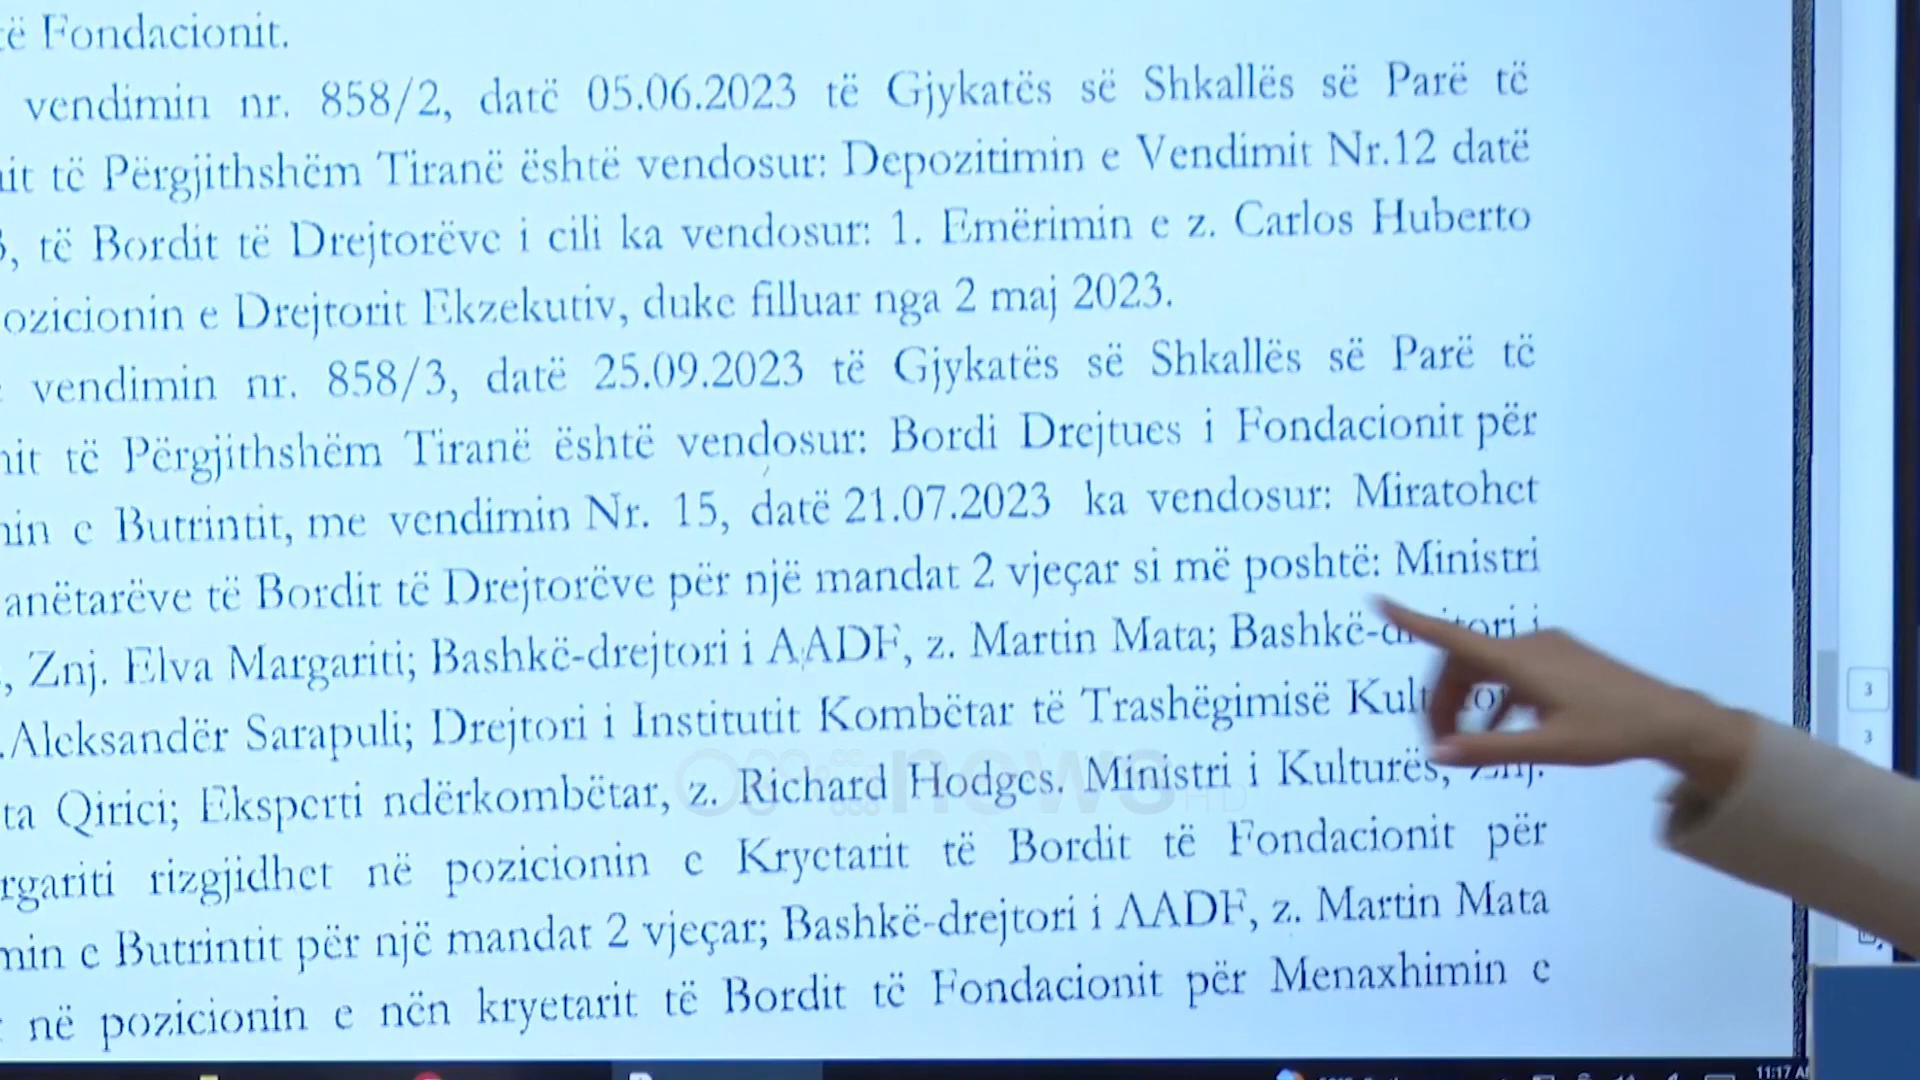 të Fondacionit.
vendimin nr. 858/2, datë 05.06.2023 të Gjykatës së Shkallës së Parë të
të Përgjithshëm Tiranë është vendosur: Depozitimin e Vendimit Nr.12 datë
, të Bordit të Drejtorëve i cili ka vendosur: 1. Emërimin e z. Carlos Huberto
ozicionin e Drejtorit Ekzekutiv, duke filluar nga 2 maj 2023.
vendimin nr. 858/3, datë 25.09.2023 të Gjykatës së Shkallës së Parë të
të Përgjithshëm Tiranë është vendosur: Bordi Drejtues i Fondacionit për
e Butrintit, me vendimin Nr. 15, datë 21.07.2023 ka vendosur: Miratohet
anëtarëve të Bordit të Drejtorëve për një mandat 2 vjeçar si më poshtë: Ministri
, Znj. Elva Margariti; Bashkë-drejtori i AADF, z. Martin Mata; Bashkë-
.Aleksandër Sarapuli; Drejtori i Institutit Kombëtar të Trashëgimisë
ta Qirici; Eksperti ndërkombëtar, z. Richard Hodges. Ministri i Kulturës, Znj.
rgariti rizgjidhet në pozicionin e Kryetarit të Bordit të Fondacionit për
min e Butrintit për një mandat 2 vjeçar; Bashkë-drejtori i AADF, z. Martin Mata
në pozicionin e nën kryetarit të Bordit të Fondacionit për Menaxhimin e
news
3
3
11:17